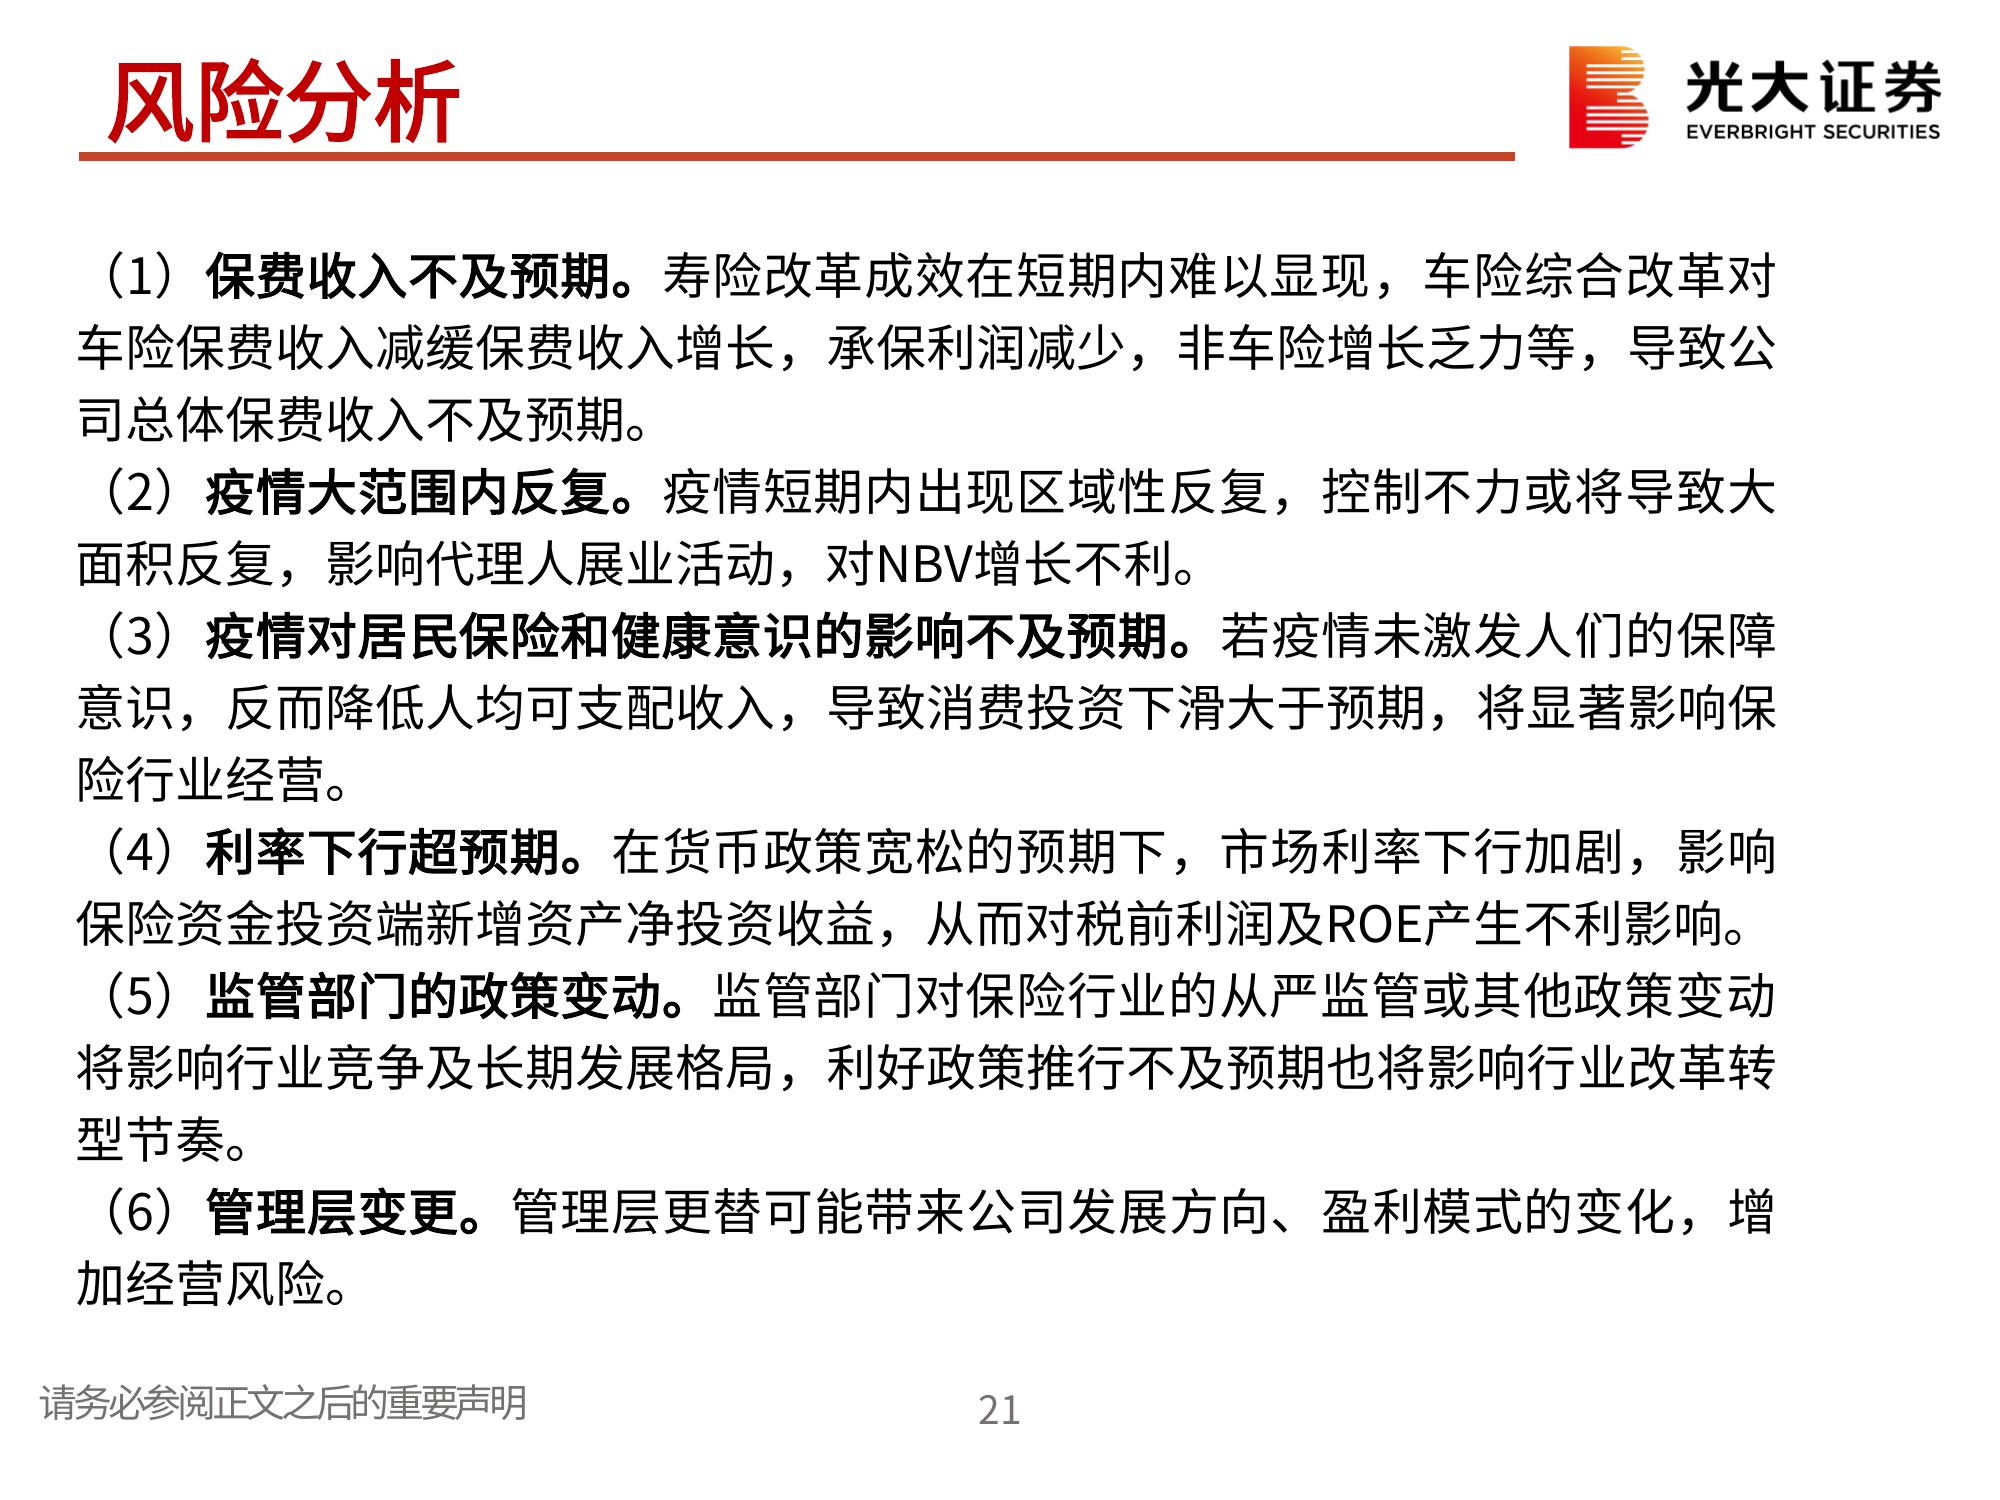 风险分析
光大证券
EVERBRIGHT SECURITIES
（1）保费收入不及预期。寿险改革成效在短期内难以显现，车险综合改革对
车险保费收入减缓保费收入增长，承保利润减少，非车险增长乏力等，导致公
司总体保费收入不及预期。
（2）疫情大范围内反复。疫情短期内出现区域性反复，控制不力或将导致大
面积反复，影响代理人展业活动，对NBV增长不利。
（3）疫情对居民保险和健康意识的影响不及预期。若疫情未激发人们的保障
意识，反而降低人均可支配收入，导致消费投资下滑大于预期，将显著影响保
险行业经营。
（4）利率下行超预期。在货币政策宽松的预期下，市场利率下行加剧，影响
保险资金投资端新增资产净投资收益，从而对税前利润及ROE产生不利影响。
（5）监管部门的政策变动。监管部门对保险行业的从严监管或其他政策变动
将影响行业竞争及长期发展格局，利好政策推行不及预期也将影响行业改革转
型节奏。
（6）管理层变更。管理层更替可能带来公司发展方向、盈利模式的变化，增
加经营风险。
请务必参阅正文之后的重要声明
21